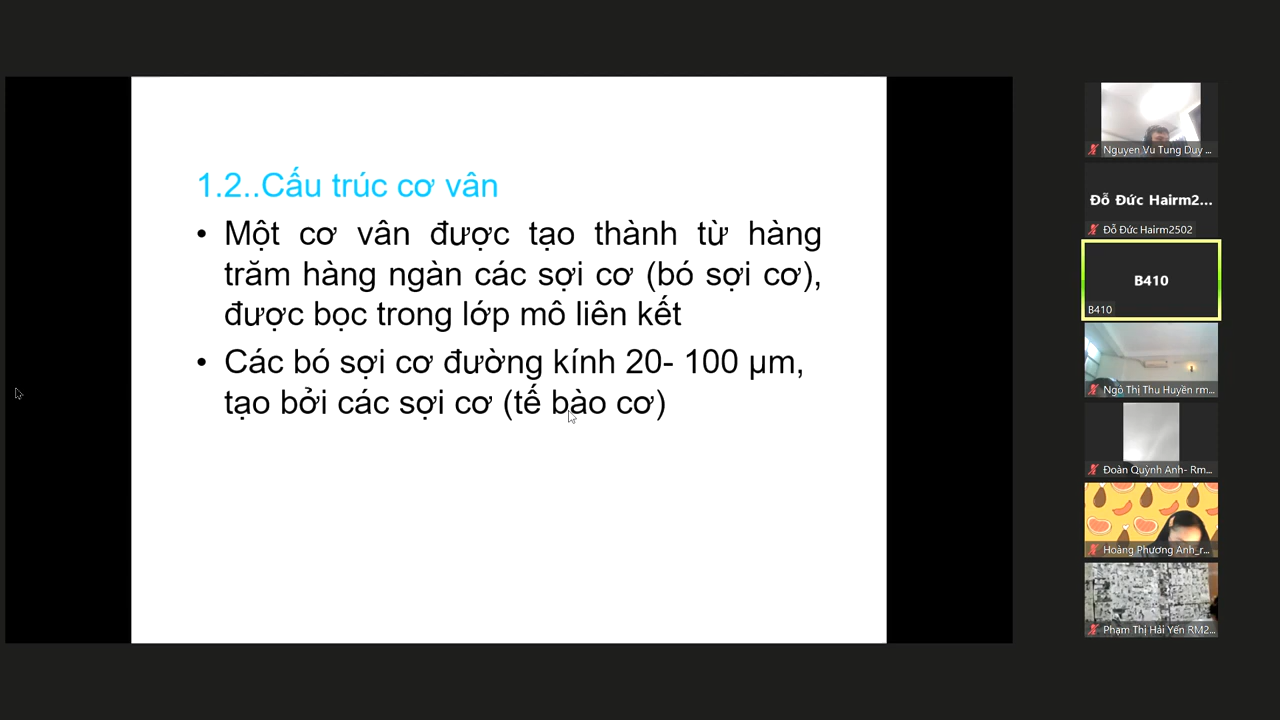 1.2..Cấu trúc cơ vân
• Một cơ vân được tạo thành từ hàng
trăm hàng ngàn các sợi cơ (bó sợi cơ),
được bọc trong lớp mô liên kết
• Các bó sợi cơ đường kính 20- 100 μm,
tạo bởi các sợi cơ (tế bào cơ)
Nguyen Vu Tung Duy ...
Đỗ Đức Hairm2...
Đỗ Đức Hairm2502
B410
B410
Ngô Thị Thu Huyền rm...
Đoàn Quỳnh Anh- Rm...
Hoàng Phương Anh_r...
Phạm Thị Hải Yến RM2...